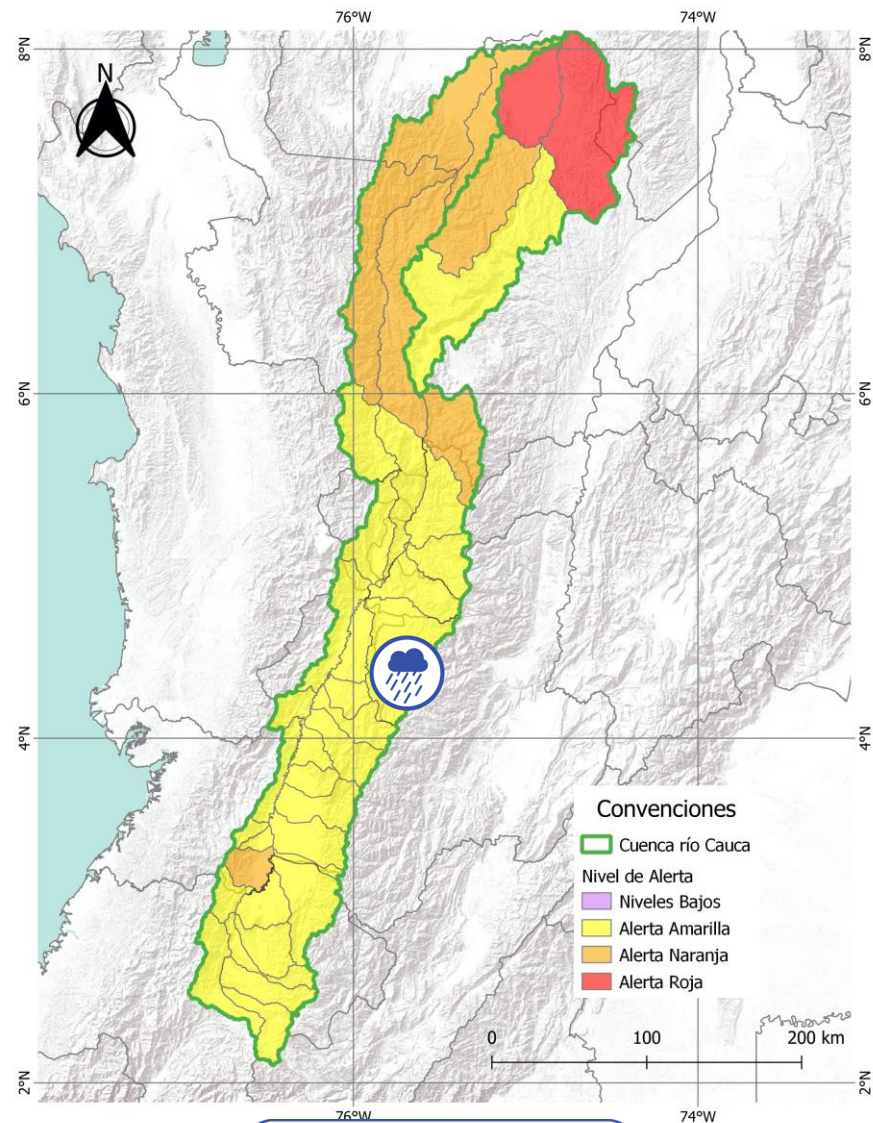 76°W 74°W
8°N 8°N
N
6°N 6°N
4°N 4°N
Convenciones
Cuenca río Cauca
Nivel de Alerta
Niveles Bajos
Alerta Amarilla
Alerta Naranja
Alerta Roja
0 100 200 km
2°N 2°N
76°W 74°W